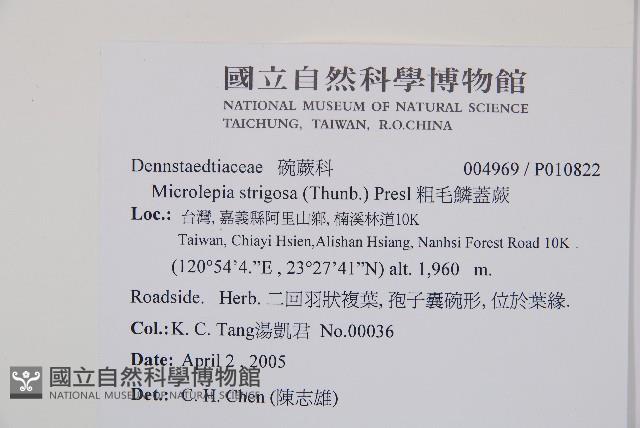 國立自然科學博物館
NATIONAL MUSEUM OF NATURAL SCIENCE
TAICHUNG, TAIWAN, R.O.CHINA
Dennstaedtiaceae 碗蕨科 004969 / P010822
Microlepia strigosa (Thunb.) Presl 粗毛鱗蓋蕨
Loc.: 台灣, 嘉義縣阿里山鄉, 楠溪林道10K
Taiwan, Chiayi Hsien,Alishan Hsiang, Nanhsi Forest Road 10K .
(120°54'4."E , 23°27'41"N) alt. 1,960 m.
Roadside. Herb. 二回羽狀複葉, 孢子囊碗形, 位於葉緣.
Col.: K. C. Tang湯凱君 No.00036
Date: April 2 , 2005
Det.: C. H. Chen (陳志雄)
國立自然科學博物館
NATIONAL MUSEUM OF NATURAL SCIENCE